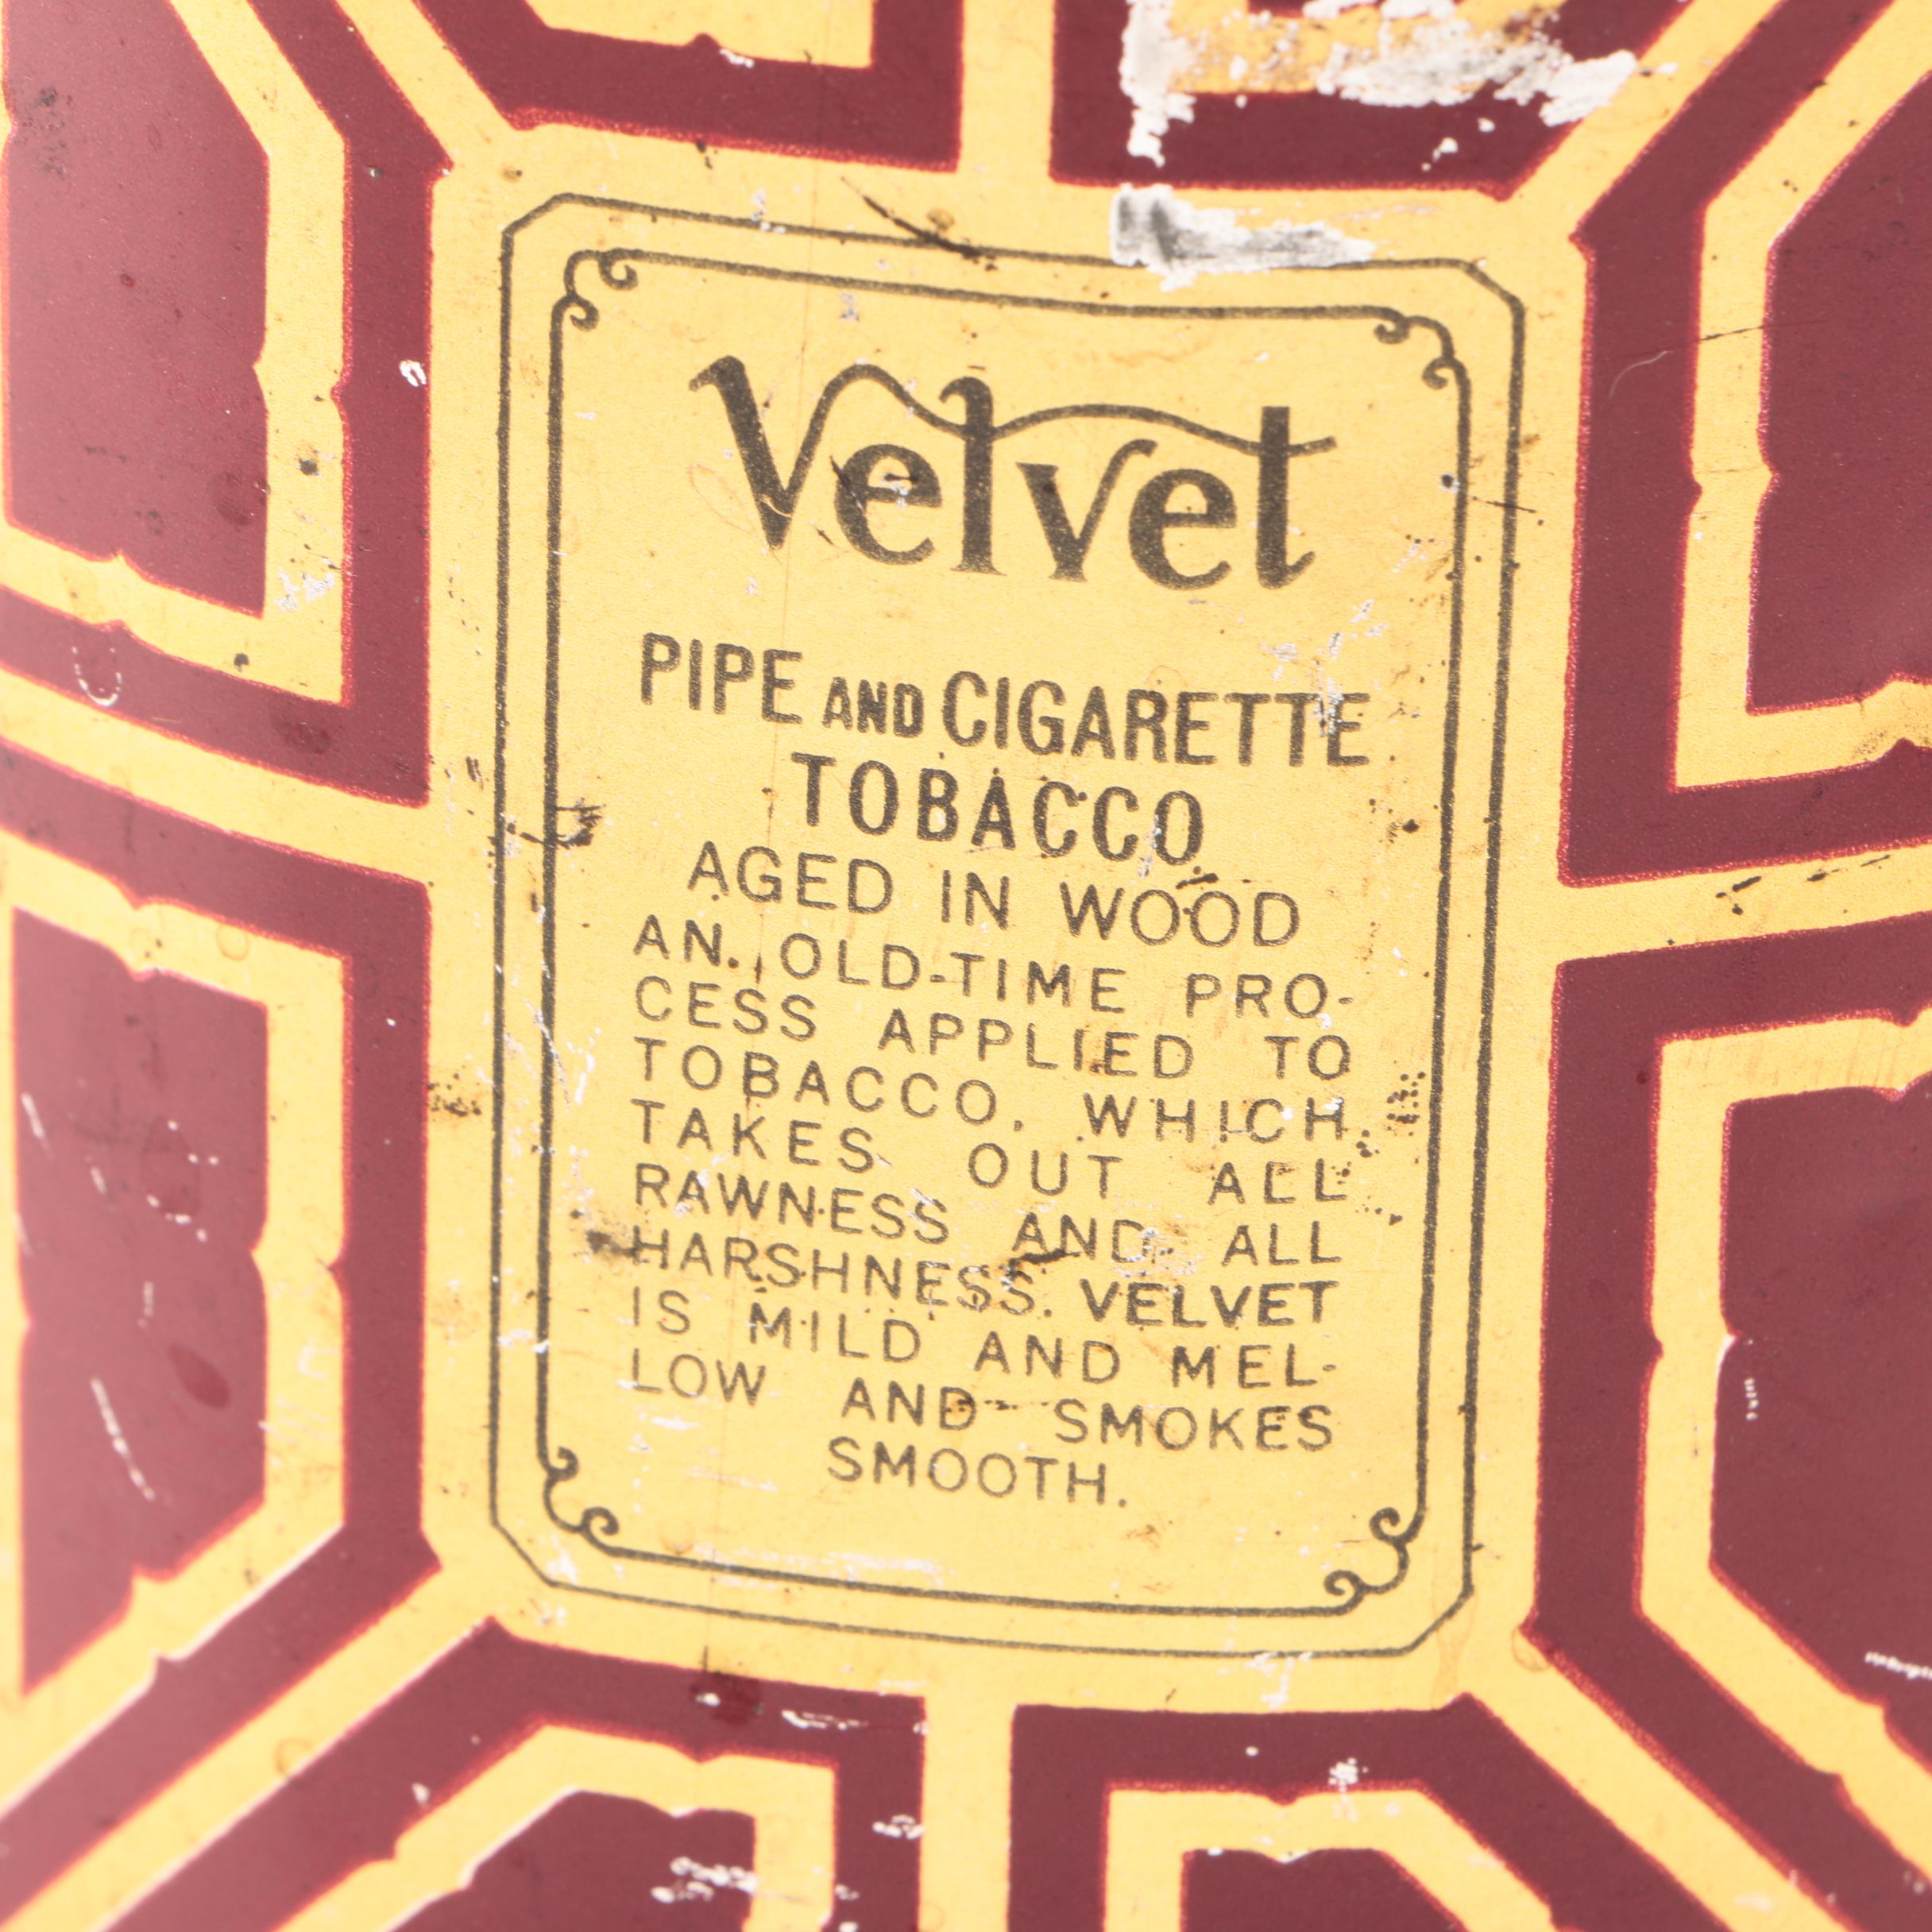 Velvet
PIPE AND CIGARETTE
TOBACCO
AGED IN WOOD
AN OLD-TIME PRO-
CESS APPLIED TO
TOBACCO, WHICH
TAKES OUT ALL
RAWNESS AND ALL
HARSHNESS. VELVET
IS MILD AND MEL-
LOW AND SMOKES
SMOOTH.